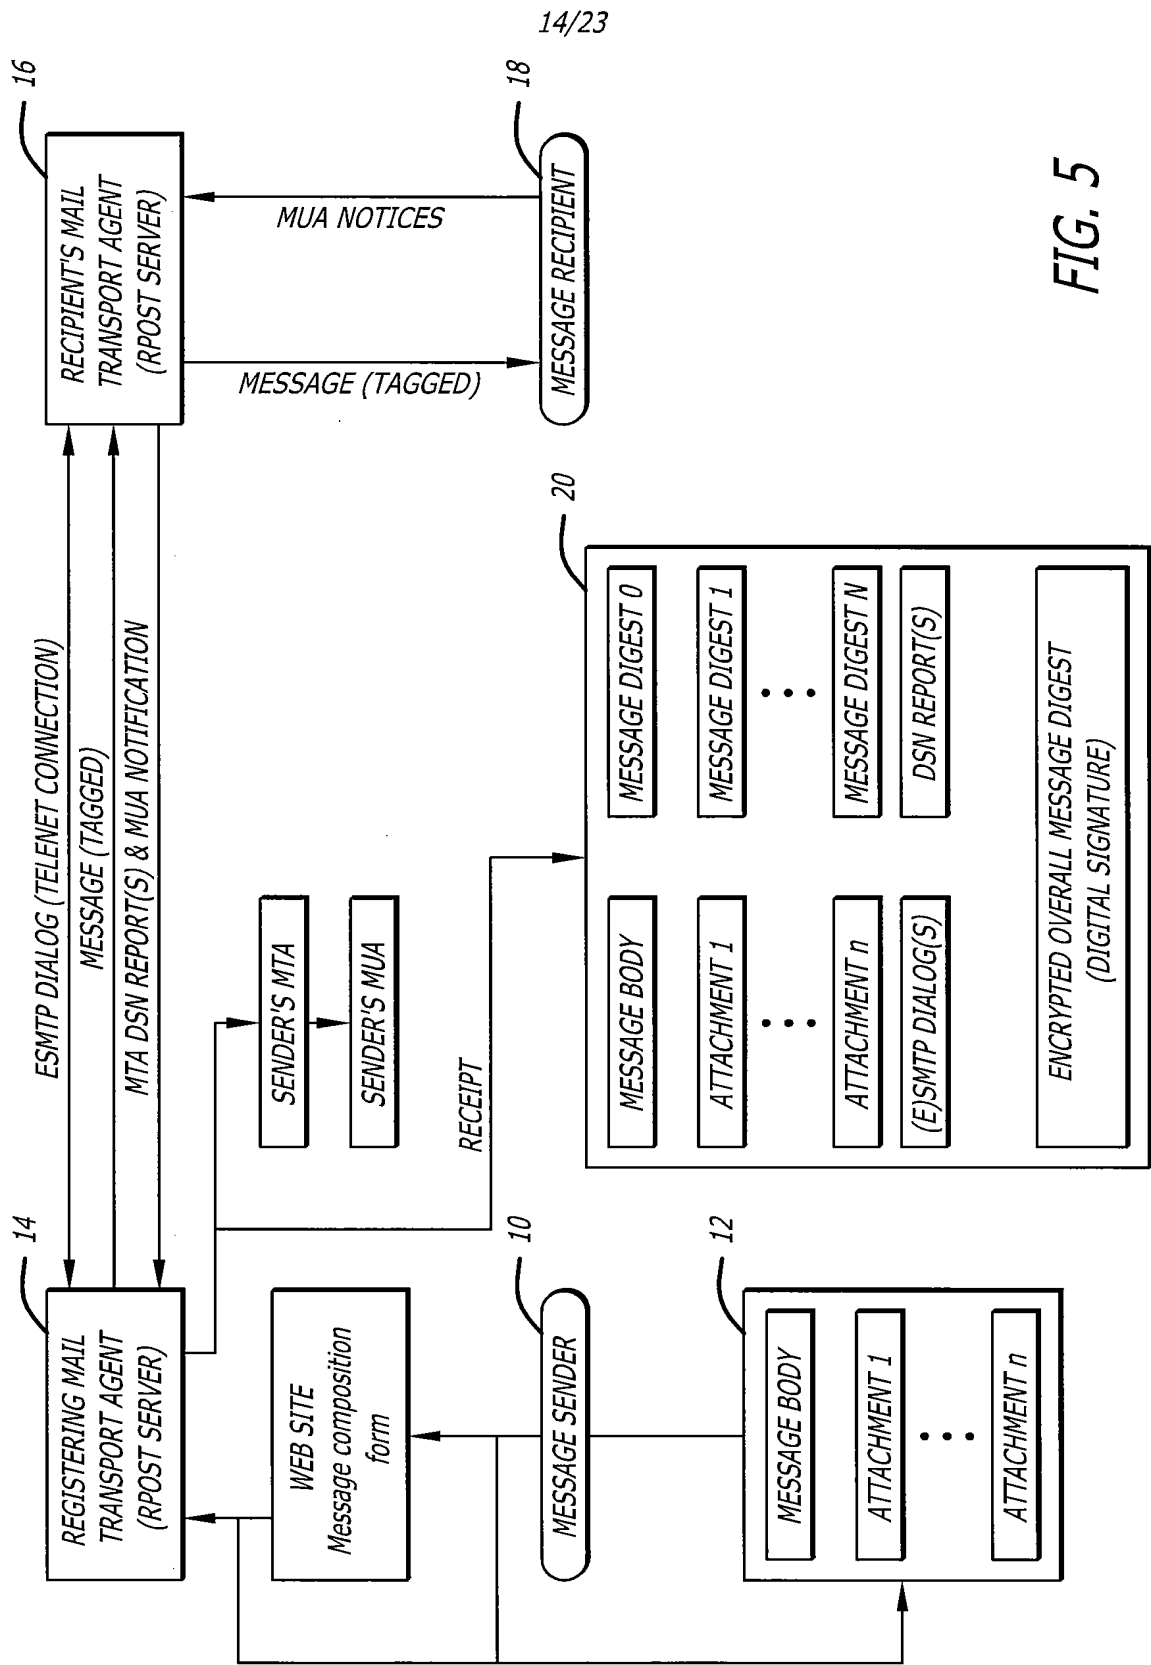 14/23
14
REGISTERING MAIL
TRANSPORT AGENT
(RPOST SERVER)
ESMTP DIALOG (TELENET CONNECTION)
MESSAGE (TAGGED)
MTA DSN REPORT(S) & MUA NOTIFICATION
16
RECIPIENT'S MAIL
TRANSPORT AGENT
(RPOST SERVER)
WEB SITE
Message composition
form
SENDER'S MTA
SENDER'S MUA
MESSAGE (TAGGED)
MUA NOTICES
RECEIPT
10
MESSAGE SENDER
18
MESSAGE RECIPIENT
12
MESSAGE BODY
ATTACHMENT 1
ATTACHMENT n
20
MESSAGE BODY
MESSAGE DIGEST 0
ATTACHMENT 1
MESSAGE DIGEST 1
ATTACHMENT n
MESSAGE DIGEST N
(E)SMTP DIALOG(S)
DSN REPORT(S)
ENCRYPTED OVERALL MESSAGE DIGEST
(DIGITAL SIGNATURE)
FIG. 5